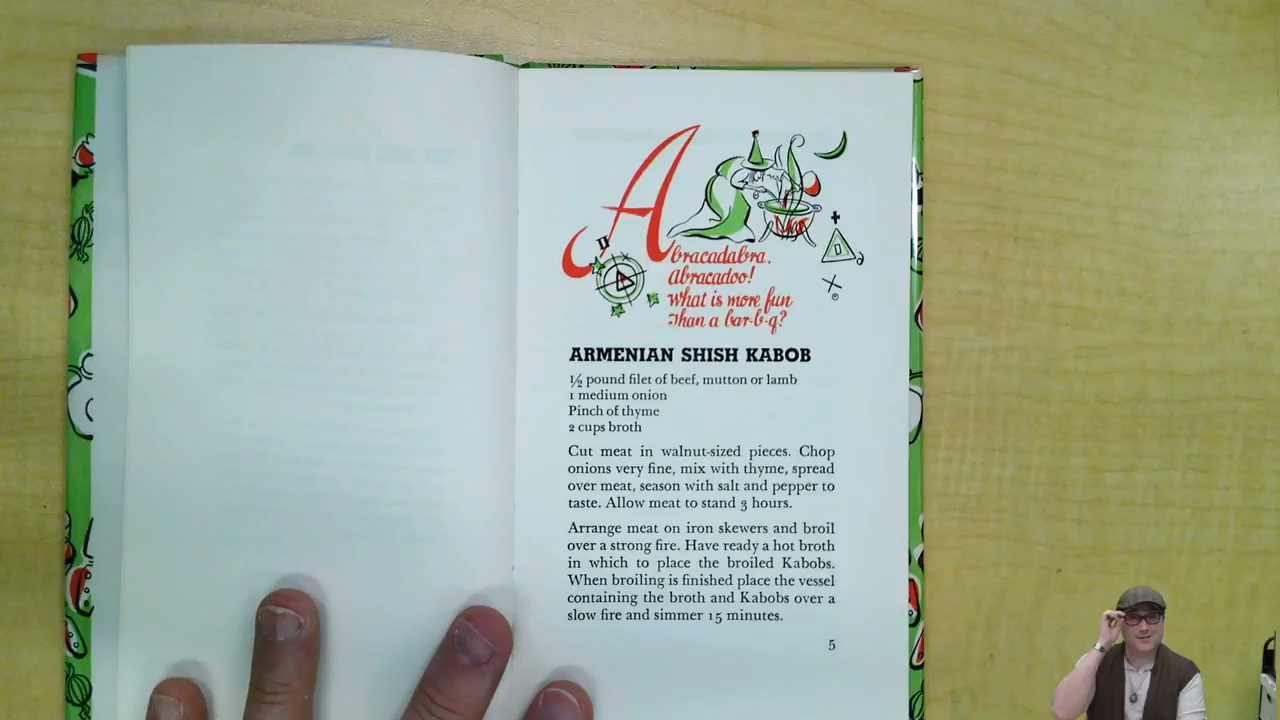 Abracadabra.
Abracadoo!
What is more fun
Than a bar-b-q?
ARMENIAN SHISH KABOB
½ pound filet of beef, mutton or lamb
1 medium onion
Pinch of thyme
2 cups broth
Cut meat in walnut-sized pieces. Chop
onions very fine, mix with thyme, spread
over meat, season with salt and pepper to
taste. Allow meat to stand 3 hours.
Arrange meat on iron skewers and broil
over a strong fire. Have ready a hot broth
in which to place the broiled Kabobs.
When broiling is finished place the vessel
containing the broth and Kabobs over a
slow fire and simmer 15 minutes.
5